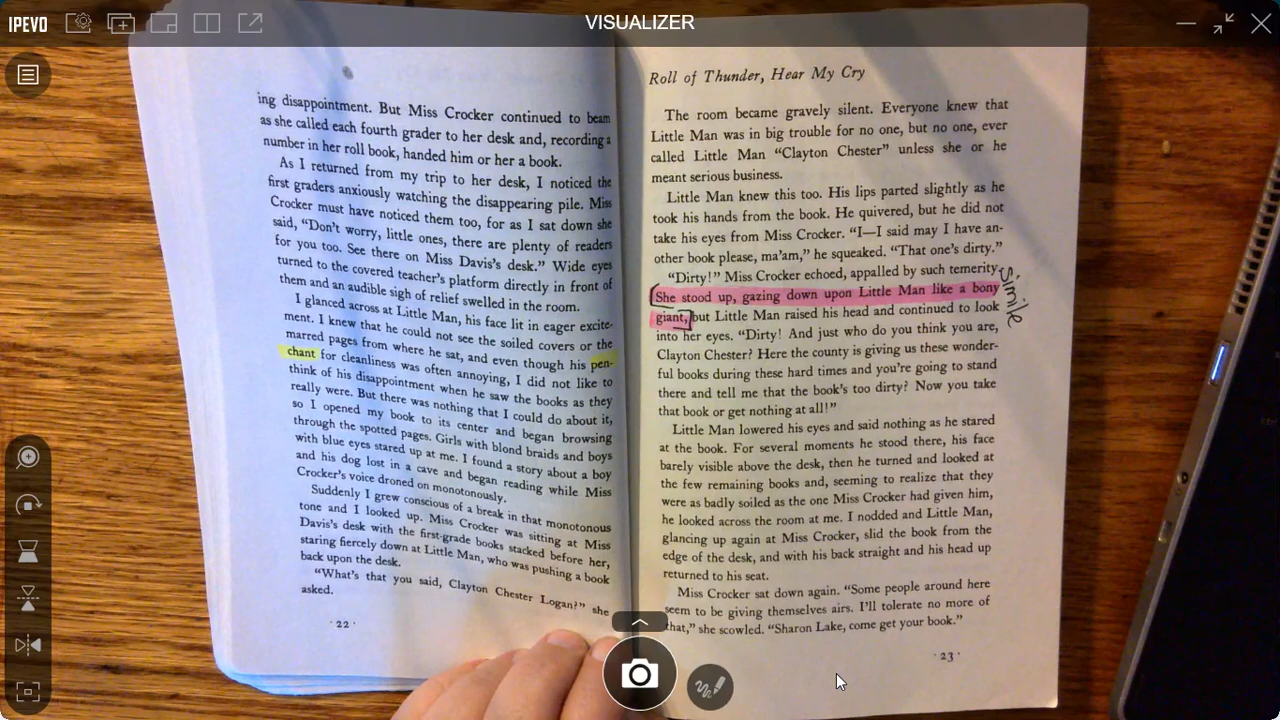 IPEVO
VISUALIZER
ing disappointment. But Miss Crocker continued to beam
as she called each fourth grader to her desk and, recording a
number in her roll book, handed him or her a book.
As I returned from my trip to her desk, I noticed the
first graders anxiously watching the disappearing pile. Miss
Crocker must have noticed them too, for as I sat down she
said, “Don’t worry, little ones, there are plenty of readers
for you too. See there on Miss Davis’s desk.” Wide eyes
turned to the covered teacher’s platform directly in front of
them and an audible sigh of relief swelled in the room.
I glanced across at Little Man, his face lit in eager excite-
ment. I knew that he could not see the soiled covers or the
marred pages from where he sat, and even though his pen-
chant for cleanliness was often annoying, I did not like to
think of his disappointment when he saw the books as they
really were. But there was nothing that I could do about it,
so I opened my book to its center and began browsing
through the spotted pages. Girls with blond braids and boys
with blue eyes stared up at me. I found a story about a boy
and his dog lost in a cave and began reading while Miss
Crocker’s voice droned on monotonously.
Suddenly I grew conscious of a break in that monotonous
tone and I looked up. Miss Crocker was sitting at Miss
Davis’s desk with the first-grade books stacked before her,
staring fiercely down at Little Man, who was pushing a book
back upon the desk.
“What’s that you said, Clayton Chester Logan?” she
asked.
· 22 ·
Roll of Thunder, Hear My Cry
The room became gravely silent. Everyone knew that
Little Man was in big trouble for no one, but no one, ever
called Little Man “Clayton Chester” unless she or he
meant serious business.
Little Man knew this too. His lips parted slightly as he
took his hands from the book. He quivered, but he did not
take his eyes from Miss Crocker. “I—I said may I have an-
other book please, ma’am,” he squeaked. “That one’s dirty.”
“Dirty!” Miss Crocker echoed, appalled by such temerity.
She stood up, gazing down upon Little Man like a bony
giant, but Little Man raised his head and continued to look
into her eyes. “Dirty! And just who do you think you are,
Clayton Chester? Here the county is giving us these wonder-
ful books during these hard times and you’re going to stand
there and tell me that the book’s too dirty? Now you take
that book or get nothing at all!”
Little Man lowered his eyes and said nothing as he stared
at the book. For several moments he stood there, his face
barely visible above the desk, then he turned and looked at
the few remaining books and, seeming to realize that they
were as badly soiled as the one Miss Crocker had given him,
he looked across the room at me. I nodded and Little Man,
glancing up again at Miss Crocker, slid the book from the
edge of the desk, and with his back straight and his head up
returned to his seat.
Miss Crocker sat down again. “Some people around here
seem to be giving themselves airs. I’ll tolerate no more of
that,” she scowled. “Sharon Lake, come get your book.”
· 23 ·
Simile